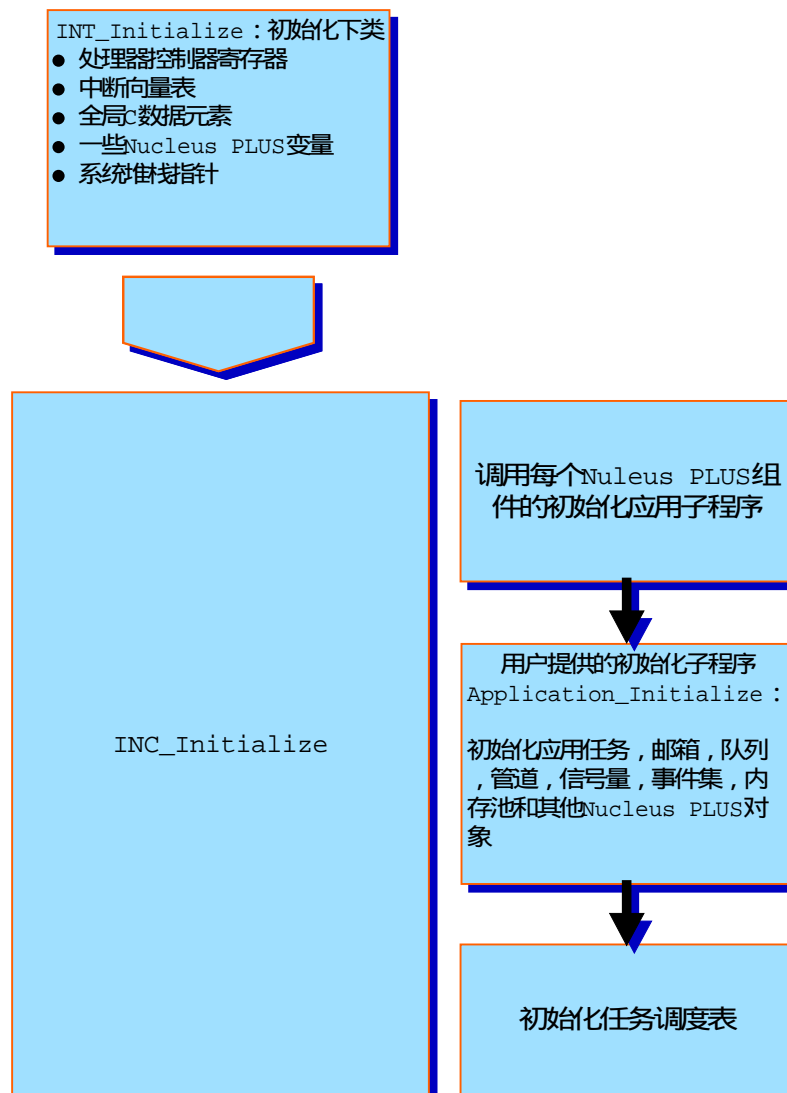 INT_Initialize：初始化下类
● 处理器控制器寄存器
● 中断向量表
● 全局C数据元素
● 一些Nucleus PLUS变量
● 系统堆栈指针
INC_Initialize
调用每个Nuleus PLUS组
件的初始化应用子程序
用户提供的初始化子程序
Application_Initialize：
初始化应用任务，邮箱，队列
，管道，信号量，事件集，内
存池和其他Nucleus PLUS对
象
初始化任务调度表